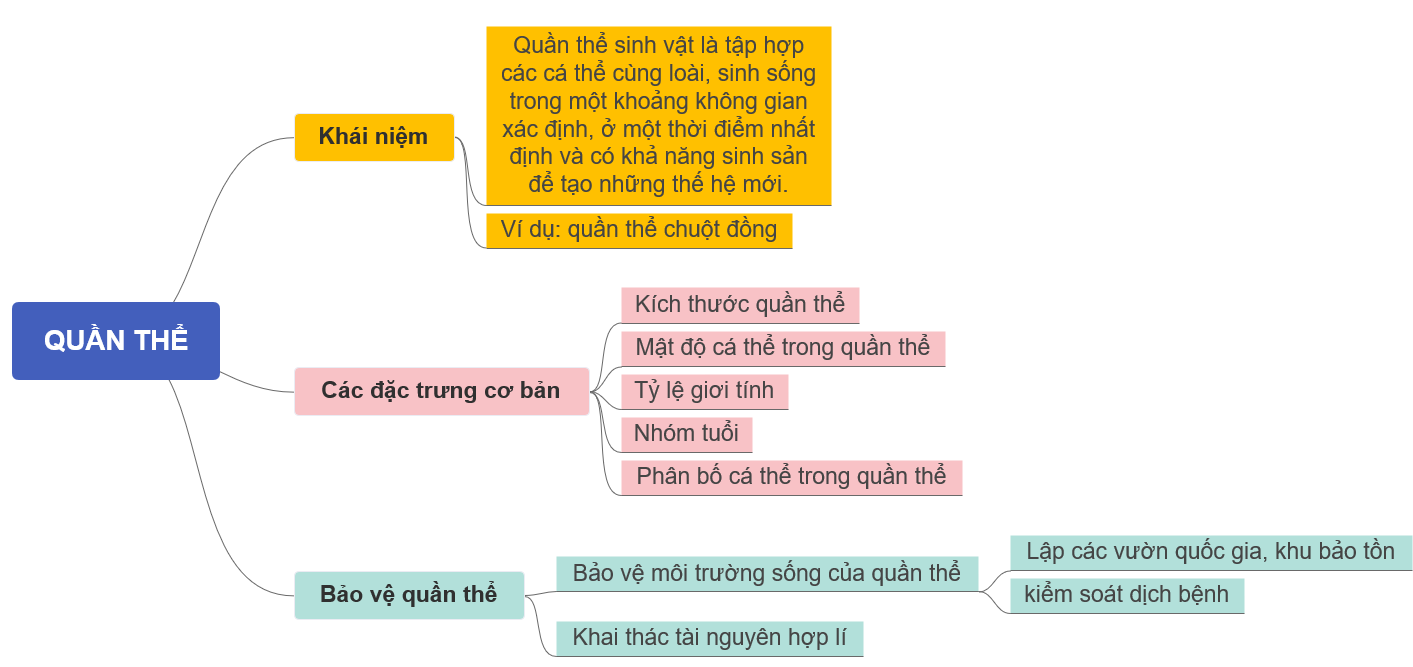 Quần thể sinh vật là tập hợp
các cá thể cùng loài, sinh sống
trong một khoảng không gian
xác định, ở một thời điểm nhất
định và có khả năng sinh sản
để tạo những thế hệ mới.
Khái niệm
Ví dụ: quần thể chuột đồng
QUẦN THỂ
Kích thước quần thể
Mật độ cá thể trong quần thể
Các đặc trưng cơ bản
Tỷ lệ giơi tính
Nhóm tuổi
Phân bố cá thể trong quần thể
Bảo vệ quần thể
Bảo vệ môi trường sống của quần thể
Lập các vườn quốc gia, khu bảo tồn
kiểm soát dịch bệnh
Khai thác tài nguyên hợp lí